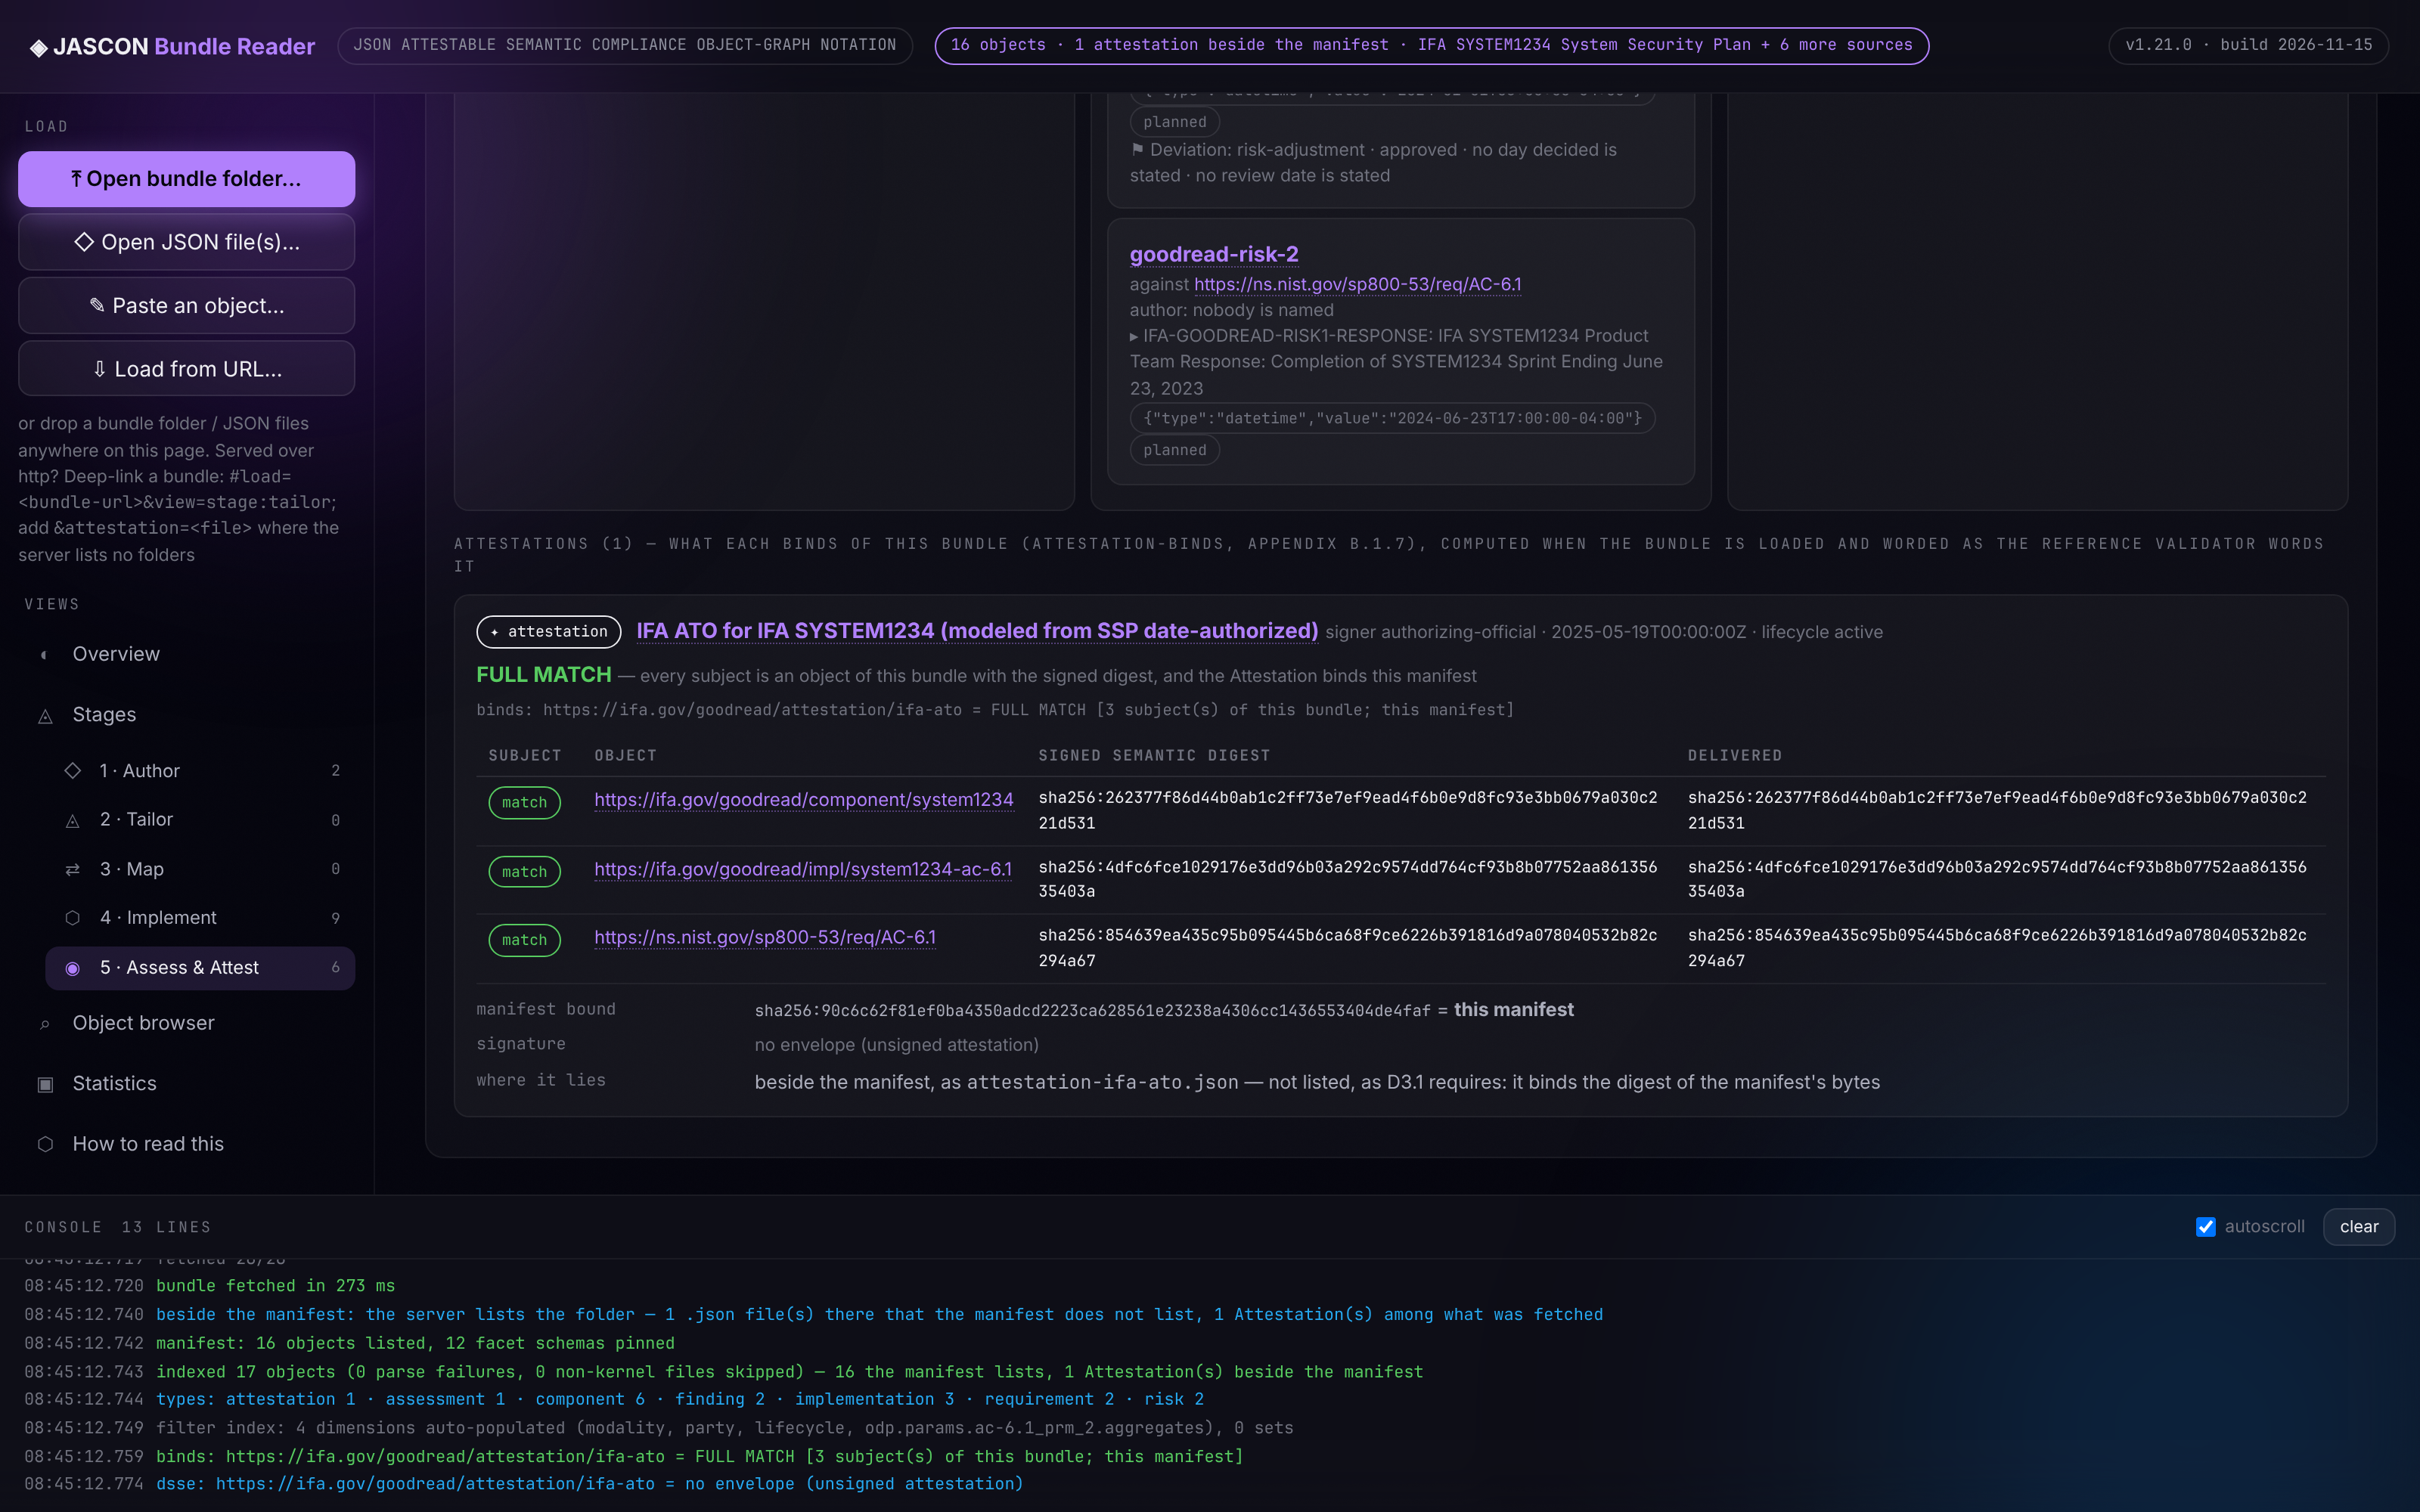 ◈ JASCON Bundle Reader
JSON ATTESTABLE SEMANTIC COMPLIANCE OBJECT-GRAPH NOTATION
16 objects · 1 attestation beside the manifest · IFA SYSTEM1234 System Security Plan + 6 more sources
v1.21.0 · build 2026-11-15
LOAD
⤒ Open bundle folder…
◇ Open JSON file(s)…
✎ Paste an object…
⇩ Load from URL…
or drop a bundle folder / JSON files
anywhere on this page. Served over
http? Deep-link a bundle: #load=
<bundle-url>&view=stage:tailor;
add &attestation=<file> where the
server lists no folders
VIEWS
Overview
Stages
1 · Author 2
2 · Tailor 0
3 · Map 0
4 · Implement 9
5 · Assess & Attest 6
Object browser
Statistics
How to read this
planned
⚑ Deviation: risk-adjustment · approved · no day decided is
stated · no review date is stated
goodread-risk-2
against https://ns.nist.gov/sp800-53/req/AC-6.1
author: nobody is named
▸ IFA-GOODREAD-RISK1-RESPONSE: IFA SYSTEM1234 Product
Team Response: Completion of SYSTEM1234 Sprint Ending June
23, 2023
{"type":"datetime","value":"2024-06-23T17:00:00-04:00"}
planned
ATTESTATIONS (1) — WHAT EACH BINDS OF THIS BUNDLE (ATTESTATION-BINDS, APPENDIX B.1.7), COMPUTED WHEN THE BUNDLE IS LOADED AND WORDED AS THE REFERENCE VALIDATOR WORDS
IT
✦ attestation IFA ATO for IFA SYSTEM1234 (modeled from SSP date-authorized) signer authorizing-official · 2025-05-19T00:00:00Z · lifecycle active
FULL MATCH — every subject is an object of this bundle with the signed digest, and the Attestation binds this manifest
binds: https://ifa.gov/goodread/attestation/ifa-ato = FULL MATCH [3 subject(s) of this bundle; this manifest]
SUBJECT OBJECT SIGNED SEMANTIC DIGEST DELIVERED
match https://ifa.gov/goodread/component/system1234 sha256:262377f86d44b0ab1c2ff73e7ef9ead4f6b0e9d8fc93e3bb0679a030c2 sha256:262377f86d44b0ab1c2ff73e7ef9ead4f6b0e9d8fc93e3bb0679a030c2
21d531 21d531
match https://ifa.gov/goodread/impl/system1234-ac-6.1 sha256:4dfc6fce1029176e3dd96b03a292c9574dd764cf93b8b07752aa861356 sha256:4dfc6fce1029176e3dd96b03a292c9574dd764cf93b8b07752aa861356
35403a 35403a
match https://ns.nist.gov/sp800-53/req/AC-6.1 sha256:854639ea435c95b095445b6ca68f9ce6226b391816d9a078040532b82c sha256:854639ea435c95b095445b6ca68f9ce6226b391816d9a078040532b82c
294a67 294a67
manifest bound sha256:90c6c62f81ef0ba4350adcd2223ca628561e23238a4306cc1436553404de4faf = this manifest
signature no envelope (unsigned attestation)
where it lies beside the manifest, as attestation-ifa-ato.json — not listed, as D3.1 requires: it binds the digest of the manifest's bytes
CONSOLE 13 LINES
autoscroll clear
08:45:12.720 bundle fetched in 273 ms
08:45:12.740 beside the manifest: the server lists the folder — 1 .json file(s) there that the manifest does not list, 1 Attestation(s) among what was fetched
08:45:12.742 manifest: 16 objects listed, 12 facet schemas pinned
08:45:12.743 indexed 17 objects (0 parse failures, 0 non-kernel files skipped) — 16 the manifest lists, 1 Attestation(s) beside the manifest
08:45:12.744 types: attestation 1 · assessment 1 · component 6 · finding 2 · implementation 3 · requirement 2 · risk 2
08:45:12.749 filter index: 4 dimensions auto-populated (modality, party, lifecycle, odp.params.ac-6.1_prm_2.aggregates), 0 sets
08:45:12.759 binds: https://ifa.gov/goodread/attestation/ifa-ato = FULL MATCH [3 subject(s) of this bundle; this manifest]
08:45:12.774 dsse: https://ifa.gov/goodread/attestation/ifa-ato = no envelope (unsigned attestation)